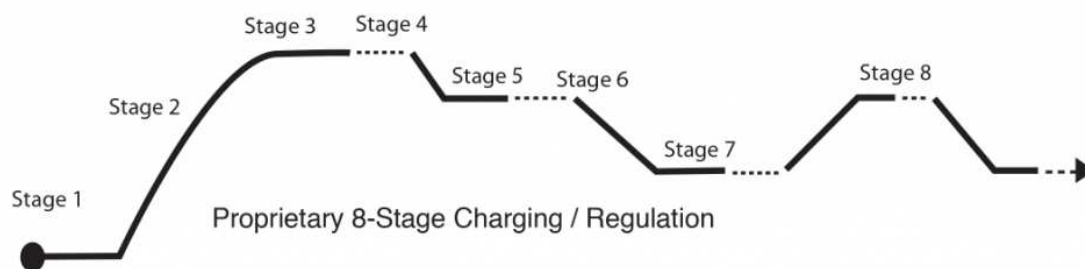 Stage 1
Stage 2
Stage 3
Stage 4
Stage 5
Stage 6
Stage 7
Stage 8
Proprietary 8-Stage Charging / Regulation